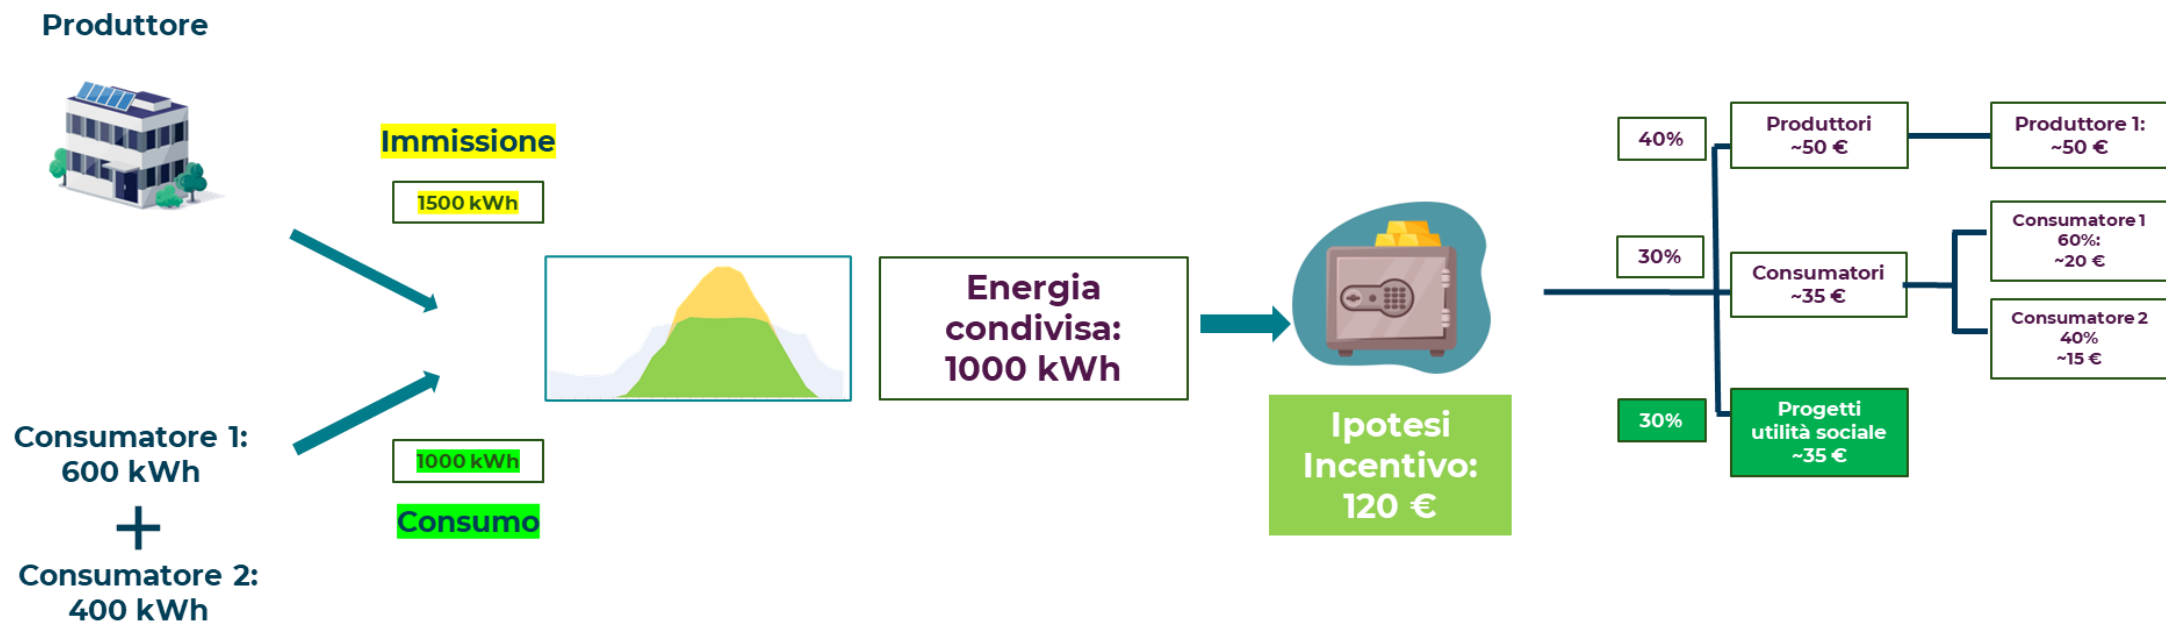 Produttore
Immissione
1500 kWh
Consumatore 1:
600 kWh
+
Consumatore 2:
400 kWh
1000 kWh
Consumo
Energia
condivisa:
1000 kWh
Ipotesi
Incentivo:
120 €
40%
Produttori
~50 €
Produttore 1:
~50 €
30%
Consumatori
~35 €
Consumatore 1
60%:
~20 €
Consumatore 2
40%
~15 €
30%
Progetti
utilità sociale
~35 €